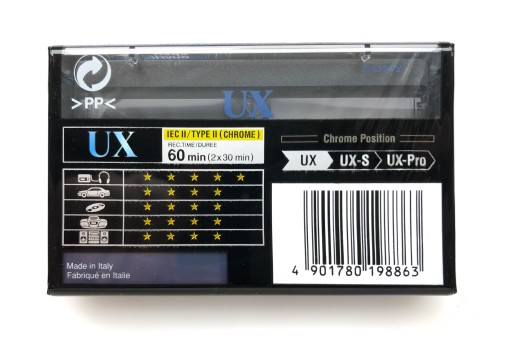 >PP<
UX
UX
IEC II/TYPE II (CHROME)
REC.TIME/DUREE
60 min (2x30 min)
Chrome Position
UX UX-S UX-Pro
Made in Italy
Fabriqué en Italie
4 901780 198863